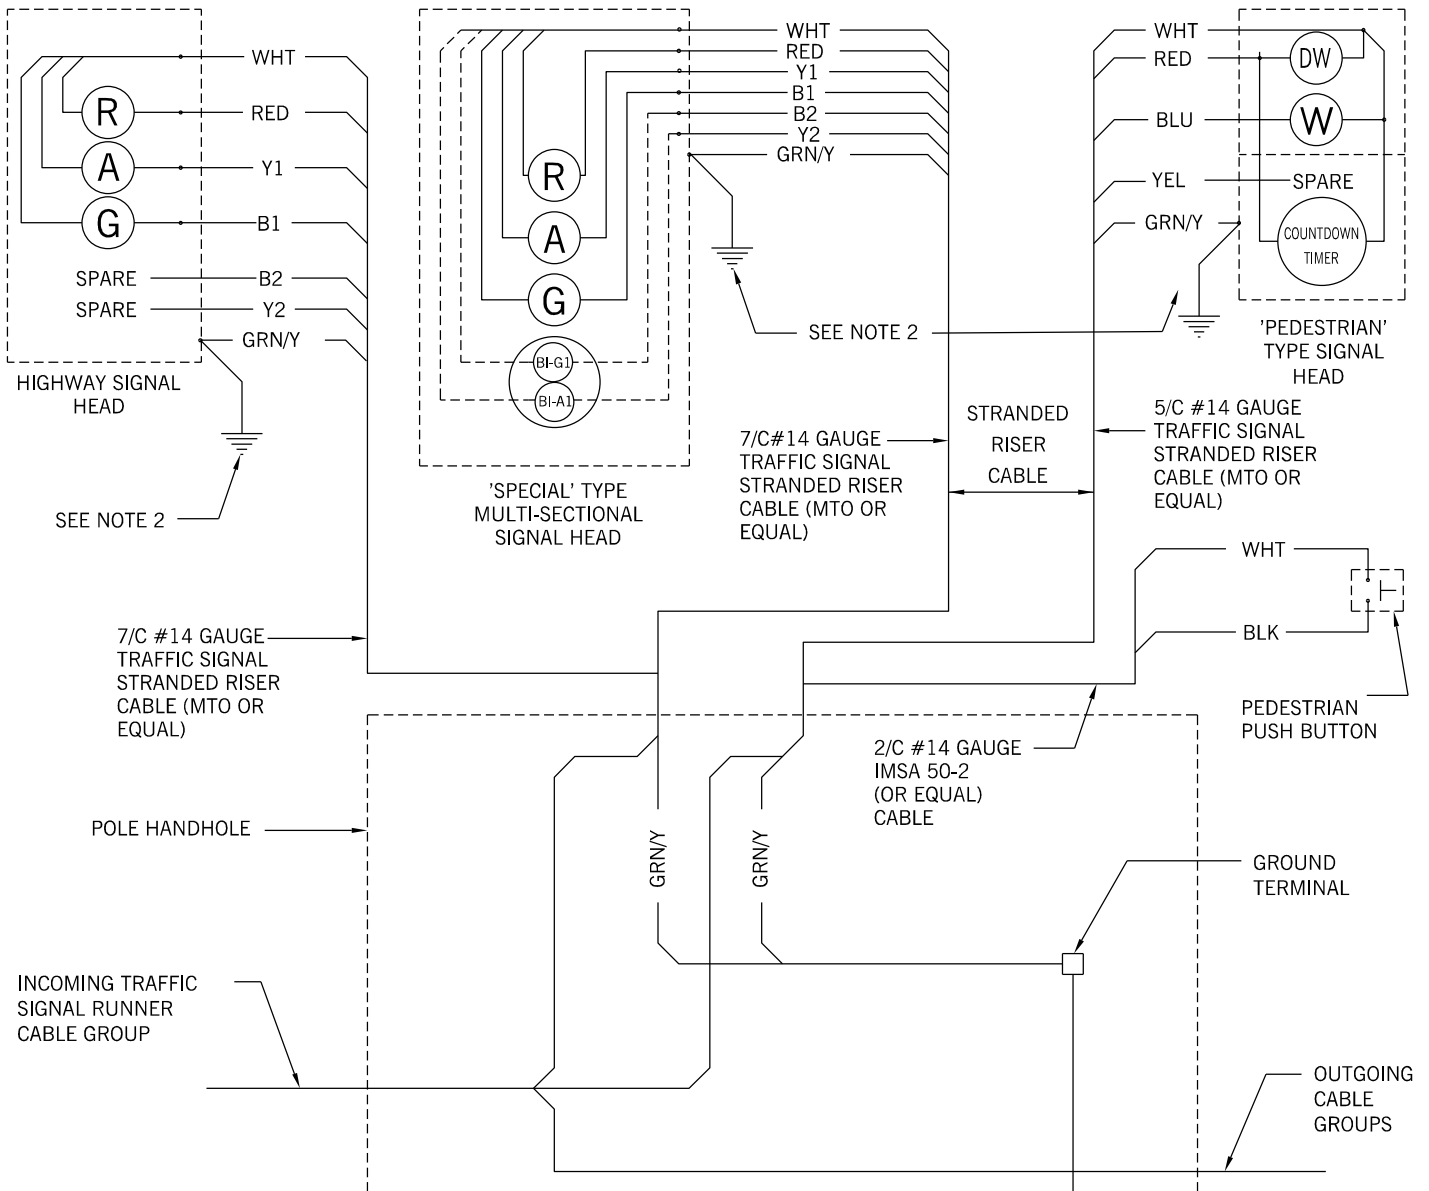 WHT
RED
Y1
B1
B2
Y2
GRN/Y
R
A
G
SPARE
SPARE
HIGHWAY SIGNAL
HEAD
SEE NOTE 2
WHT
RED
Y1
B1
B2
Y2
GRN/Y
R
A
G
BI-G1
BI-A1
'SPECIAL' TYPE
MULTI-SECTIONAL
SIGNAL HEAD
SEE NOTE 2
WHT
RED
BLU
YEL
GRN/Y
DW
W
SPARE
COUNTDOWN
TIMER
'PEDESTRIAN'
TYPE SIGNAL
HEAD
7/C#14 GAUGE
TRAFFIC SIGNAL
STRANDED RISER
CABLE (MTO OR
EQUAL)
STRANDED
RISER
CABLE
5/C #14 GAUGE
TRAFFIC SIGNAL
STRANDED RISER
CABLE (MTO OR
EQUAL)
WHT
BLK
PEDESTRIAN
PUSH BUTTON
7/C #14 GAUGE
TRAFFIC SIGNAL
STRANDED RISER
CABLE (MTO OR
EQUAL)
2/C #14 GAUGE
IMSA 50-2
(OR EQUAL)
CABLE
POLE HANDHOLE
GRN/Y
GRN/Y
GROUND
TERMINAL
INCOMING TRAFFIC
SIGNAL RUNNER
CABLE GROUP
OUTGOING
CABLE
GROUPS